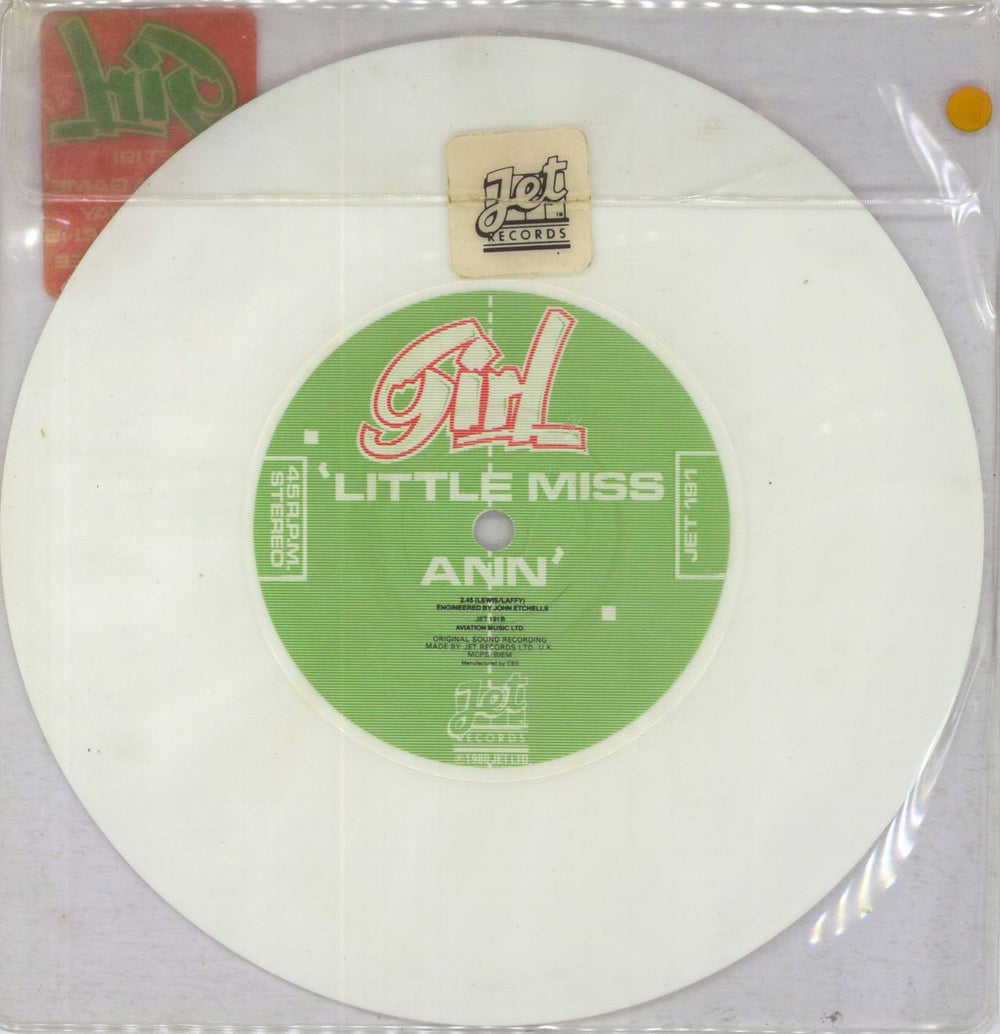 Girl
Jet
RECORDS
Girl
45 R.P.M.
STEREO
JET 191
'LITTLE MISS
ANN'
2.45 (LEWIS/LAFFY)
ENGINEERED BY JOHN ETCHELLS
JET 191B
AVIATION MUSIC LTD.
ORIGINAL SOUND RECORDING
MADE BY JET RECORDS LTD. U.K.
MCPS/BIEM
Manufactured by CBS
Jet
RECORDS
℗ 1980 JET LTD.